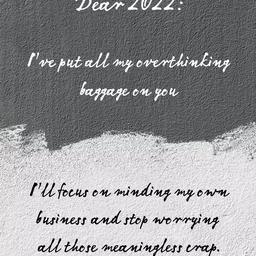 Dear 2022:
I've put all my overthinking
baggage on you
I'll focus on minding my own
business and stop worrying
all those meaningless crap.